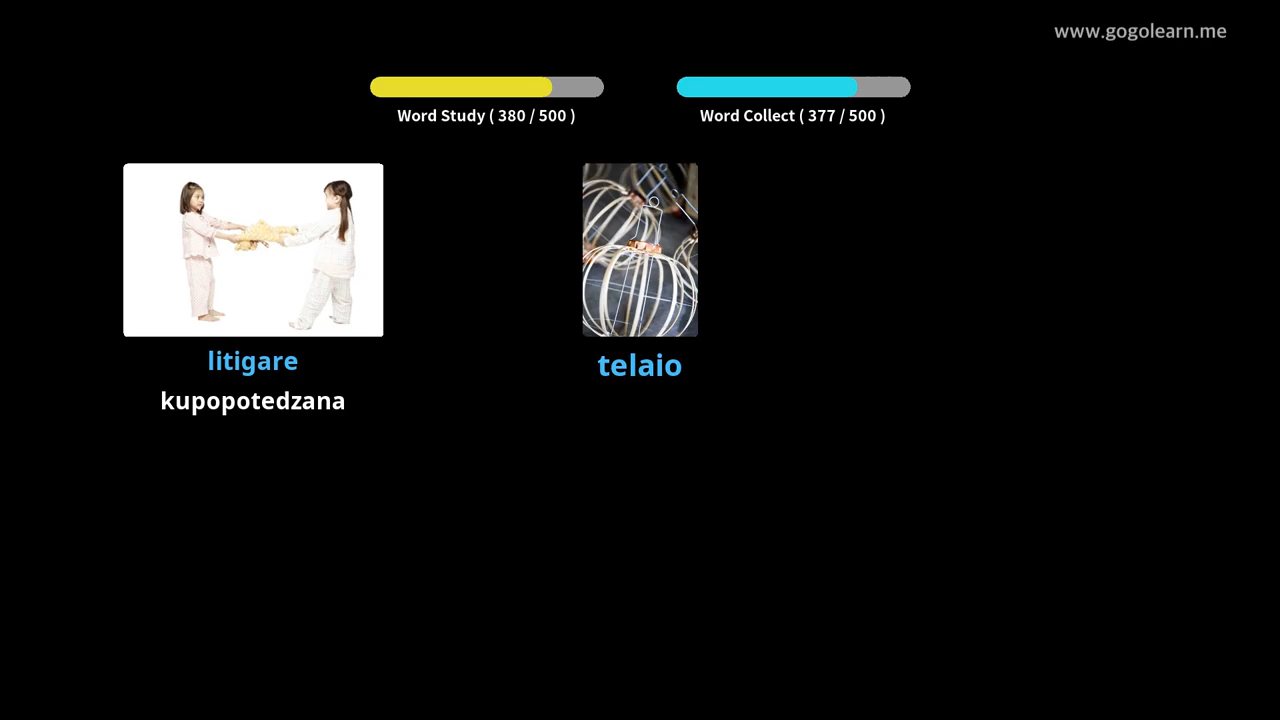 www.gogolearn.me
Word Study ( 380 / 500 )
Word Collect ( 377 / 500 )
litigare
kupopotedzana
telaio